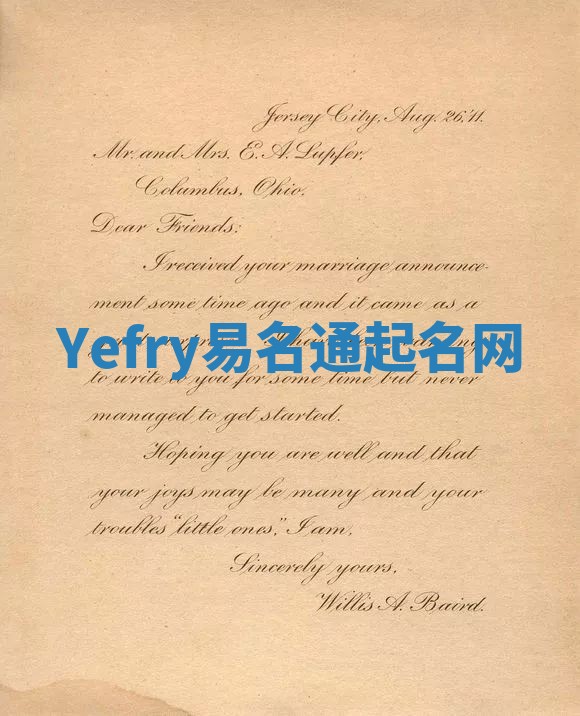 Jersey City, Aug. 26, '11.
Mr. and Mrs. E. A. Lupfer,
Columbus, Ohio.
Dear Friends:
I received your marriage announce-
ment some time ago and it came as a
Yefry易名通起名网
to write to you for some time but never
managed to get started.
Hoping you are well and that
your joys may be many and your
troubles "little ones," I am,
Sincerely yours,
Willis A. Baird.